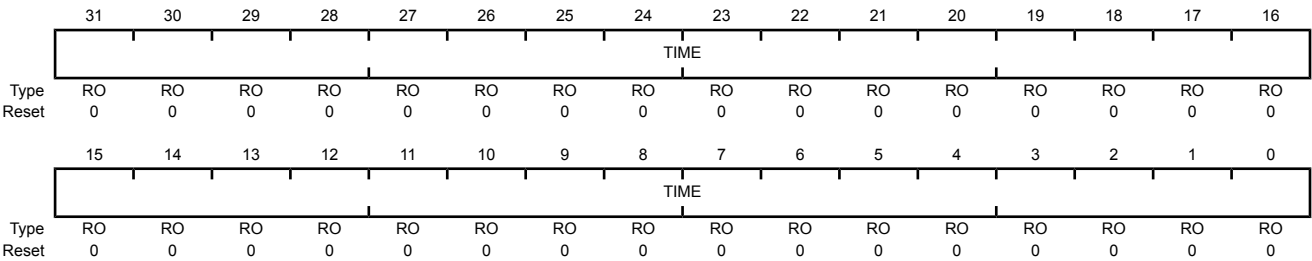 31 30 29 28 27 26 25 24 23 22 21 20 19 18 17 16
TIME
Type RO RO RO RO RO RO RO RO RO RO RO RO RO RO RO RO
Reset 0 0 0 0 0 0 0 0 0 0 0 0 0 0 0 0
15 14 13 12 11 10 9 8 7 6 5 4 3 2 1 0
TIME
Type RO RO RO RO RO RO RO RO RO RO RO RO RO RO RO RO
Reset 0 0 0 0 0 0 0 0 0 0 0 0 0 0 0 0